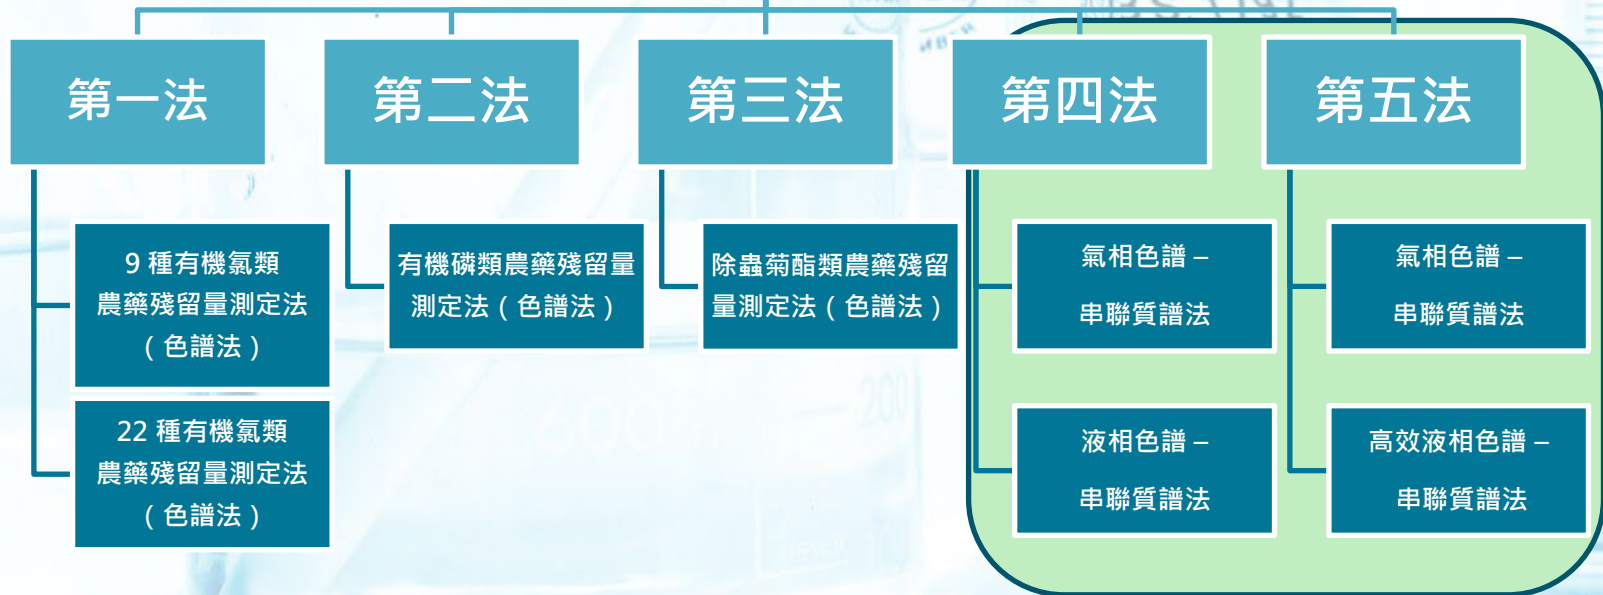 第一法
第二法
第三法
第四法
第五法
9 種有機氯類
農藥殘留量測定法
( 色譜法 )
22 種有機氯類
農藥殘留量測定法
( 色譜法 )
有機磷類農藥殘留量
測定法 ( 色譜法 )
除蟲菊酯類農藥殘留
量測定法 ( 色譜法 )
氣相色譜 –
串聯質譜法
液相色譜 –
串聯質譜法
氣相色譜 –
串聯質譜法
高效液相色譜 –
串聯質譜法
600
200